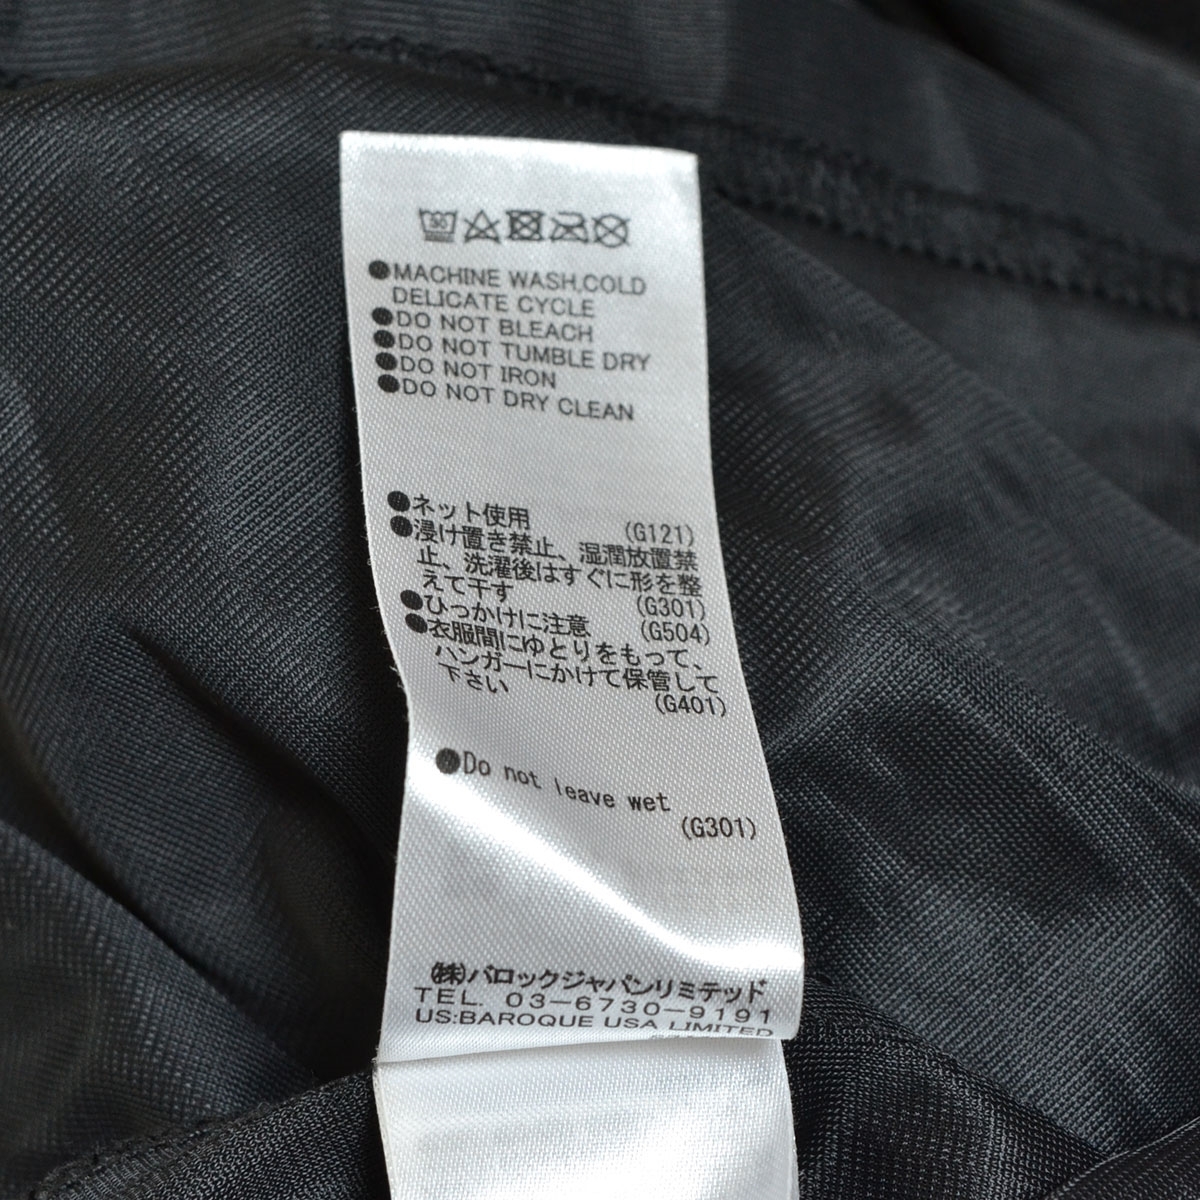 30
●MACHINE WASH,COLD
DELICATE CYCLE
●DO NOT BLEACH
●DO NOT TUMBLE DRY
●DO NOT IRON
●DO NOT DRY CLEAN
●ネット使用 (G121)
●浸け置き禁止、湿潤放置禁
止、洗濯後はすぐに形を整
えて干す (G301)
●ひっかけに注意 (G504)
●衣服間にゆとりをもって、
ハンガーにかけて保管して
下さい (G401)
●Do not leave wet
(G301)
㈱バロックジャパンリミテッド
TEL. 03-6730-9191
US:BAROQUE USA LIMITED